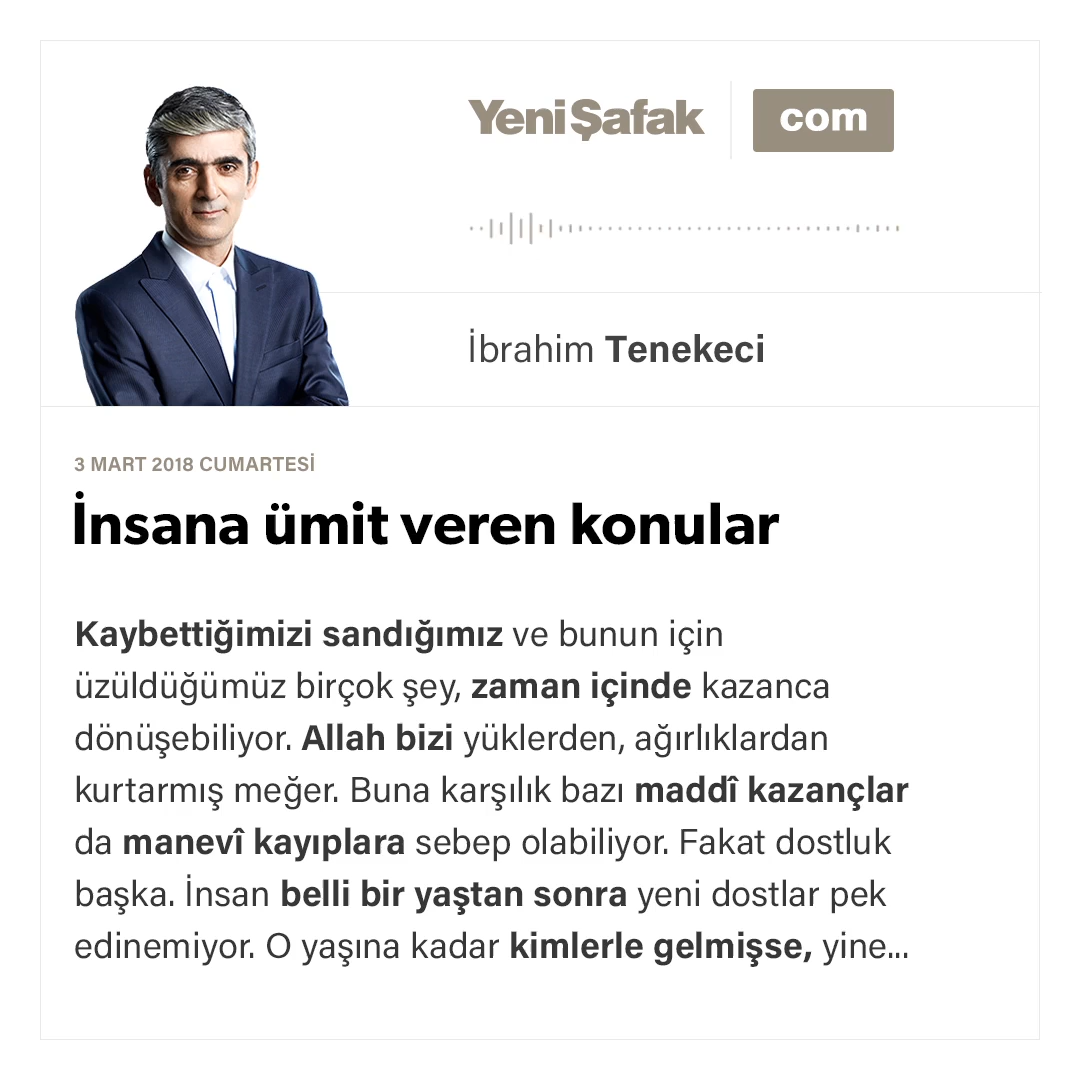 YeniŞafak com
İbrahim Tenekeci
3 MART 2018 CUMARTESİ
İnsana ümit veren konular
Kaybettiğimizi sandığımız ve bunun için
üzüldüğümüz birçok şey, zaman içinde kazanca
dönüşebiliyor. Allah bizi yüklerden, ağırlıklardan
kurtarmış meğer. Buna karşılık bazı maddî kazançlar
da manevî kayıplara sebep olabiliyor. Fakat dostluk
başka. İnsan belli bir yaştan sonra yeni dostlar pek
edinemiyor. O yaşına kadar kimlerle gelmişse, yine...